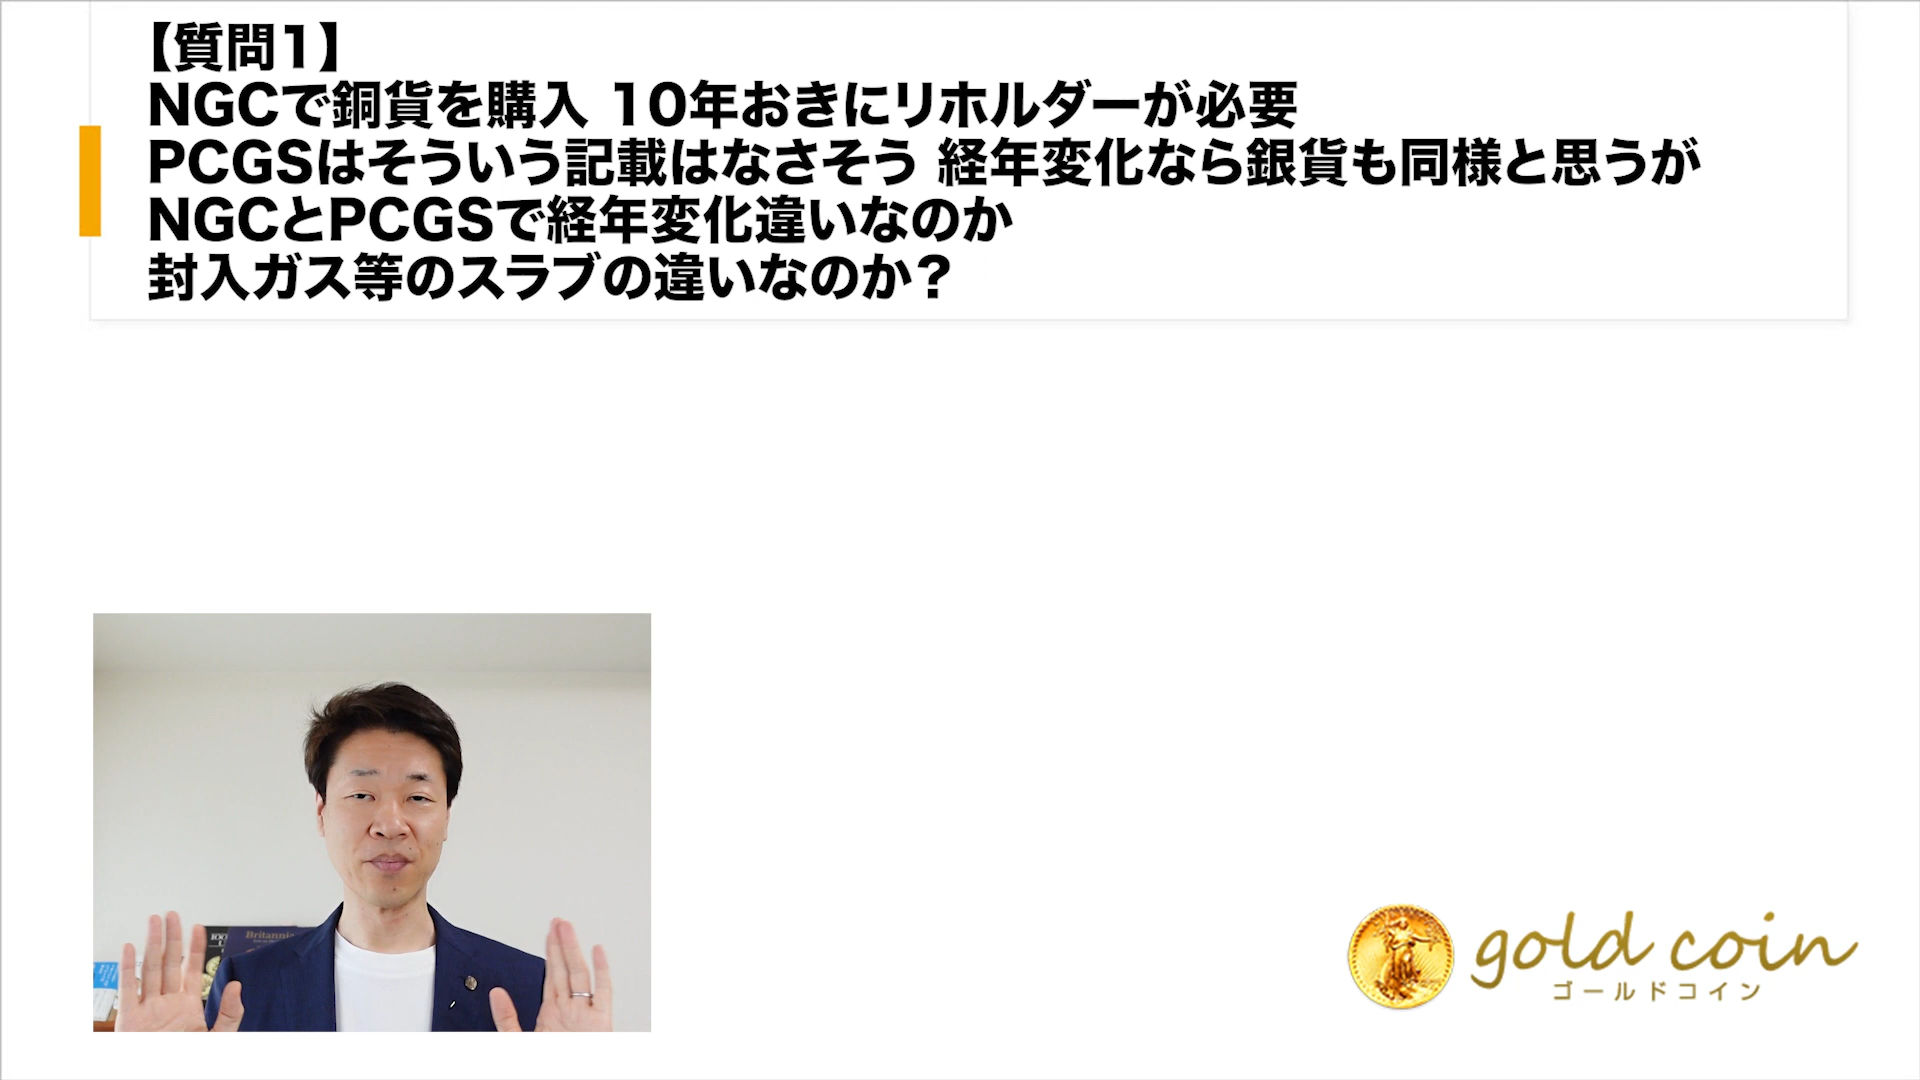 【質問1】
NGCで銅貨を購入 10年おきにリホルダーが必要
PCGSはそういう記載はなさそう 経年変化なら銀貨も同様と思うが
NGCとPCGSで経年変化違いなのか
封入ガス等のスラブの違いなのか？
Britannia
gold coin
ゴールドコイン